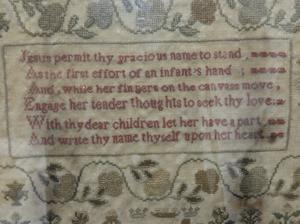 Jesus permit thy gracious name to stand,
As the first effort of an infant's hand;
And, while her fingers on the canvass move,
Engage her tender thoughts to seek thy love:
With thy dear children let her have a part
And write thy name thyself upon her heart